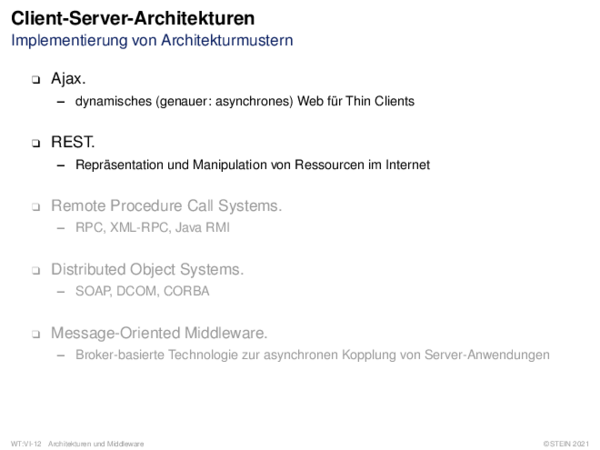 Client-Server-Architekturen
Implementierung von Architekturmustern
❑ Ajax.
– dynamisches (genauer: asynchrones) Web für Thin Clients
❑ REST.
– Repräsentation und Manipulation von Ressourcen im Internet
❑ Remote Procedure Call Systems.
– RPC, XML-RPC, Java RMI
❑ Distributed Object Systems.
– SOAP, DCOM, CORBA
❑ Message-Oriented Middleware.
– Broker-basierte Technologie zur asynchronen Kopplung von Server-Anwendungen
WT:VI-12 Architekturen und Middleware ©STEIN 2021